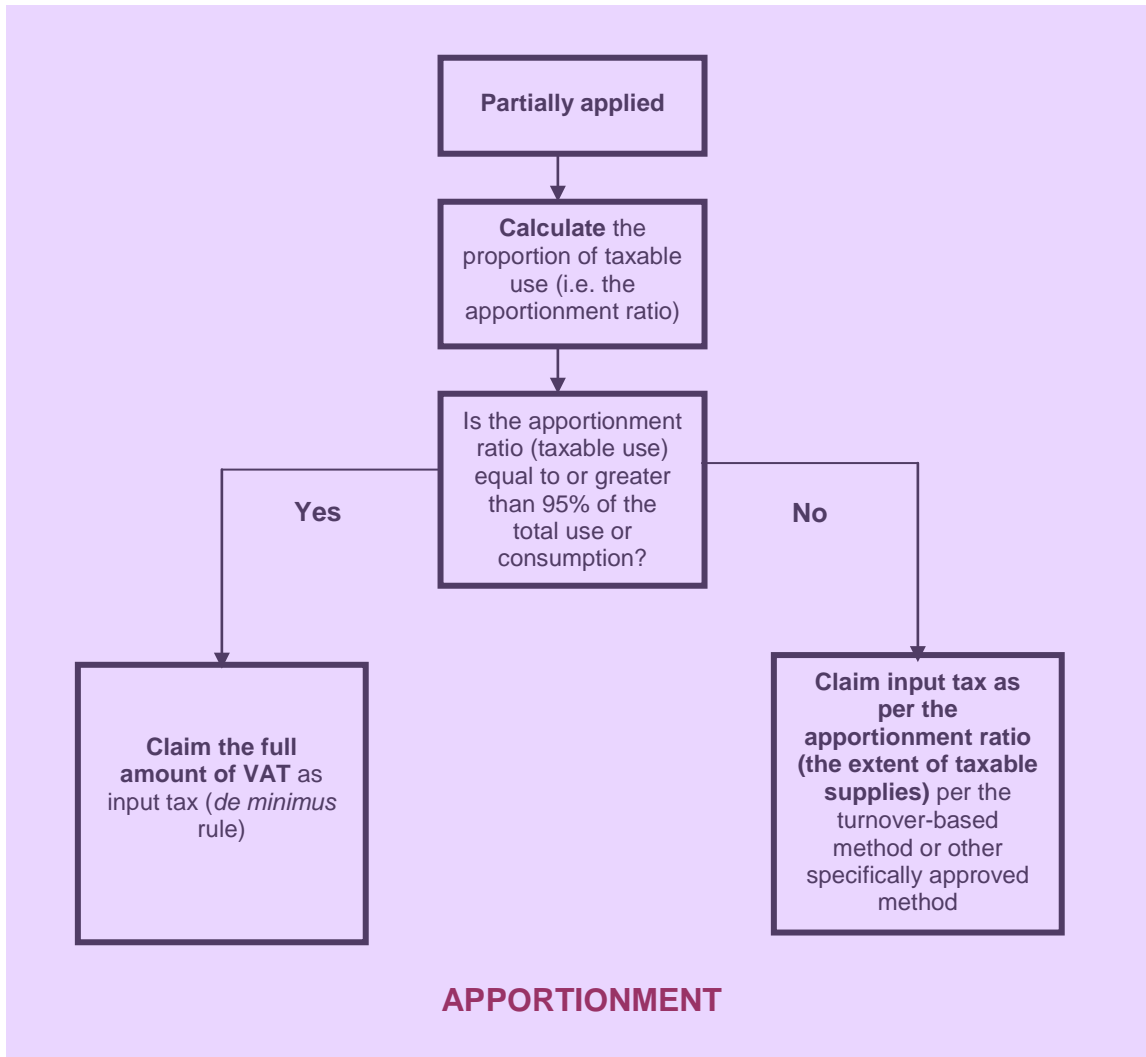 Partially applied
Calculate the
proportion of taxable
use (i.e. the
apportionment ratio)
Is the apportionment
ratio (taxable use)
equal to or greater
than 95% of the
total use or
consumption?
Yes
No
Claim the full
amount of VAT as
input tax (de minimus
rule)
Claim input tax as
per the
apportionment ratio
(the extent of taxable
supplies) per the
turnover-based
method or other
specifically approved
method
APPORTIONMENT